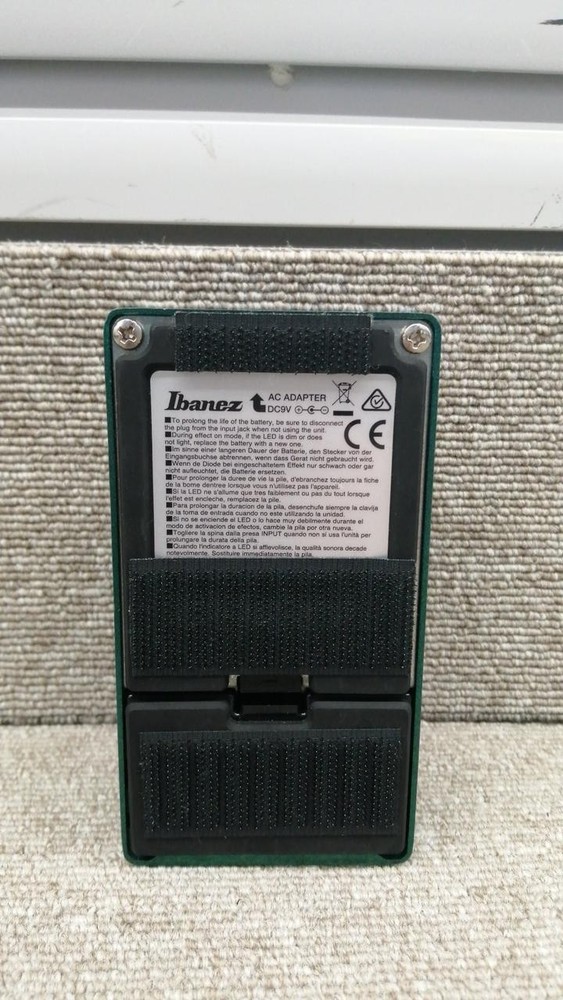 Ibanez AC ADAPTER
DC9V
CE
■To prolong the life of the battery, be sure to disconnect
the plug from the input jack when not using the unit.
■During effect on mode, if the LED is dim or does
not light, replace the battery with a new one.
■Im sinne einer langeren Dauer der Batterie, den Stecker von der
Eingangsbuchse abtrennen, wenn dass Gerat nicht gebraucht wird.
■Wenn de Diode bei eingeschaltetem Effekt nur schwach oder gar
nicht aufleuchtet, die Batterie ersetzen.
■Pour prolonger la duree de vie la pile, d'ebranchez toujours la fiche
de la borne dentree lorsque vous n'utilisez pas l'appareil.
■Si la LED ne s'allume que tres faiblement ou pas du tout lorsque
l'effet est encleche, remplacez la pile.
■Para prolongar la duracion de la pila, desenchufe siempre la clavija
de la toma de entrada cuando no este utilizando la unidad.
■Si no se enciende el LED o lo hace muy debilmente durante el
modo de activacion de efectos, cambie la pila por otra nueva.
■Togliere la spina dalla press INPUT quando non si usa l'unità per
prolungare la durata della pila.
■Quando l'indicatore a LED si affievolisce, la qualità sonora decade
notevolmente. Sostituire immediatamente la pila.